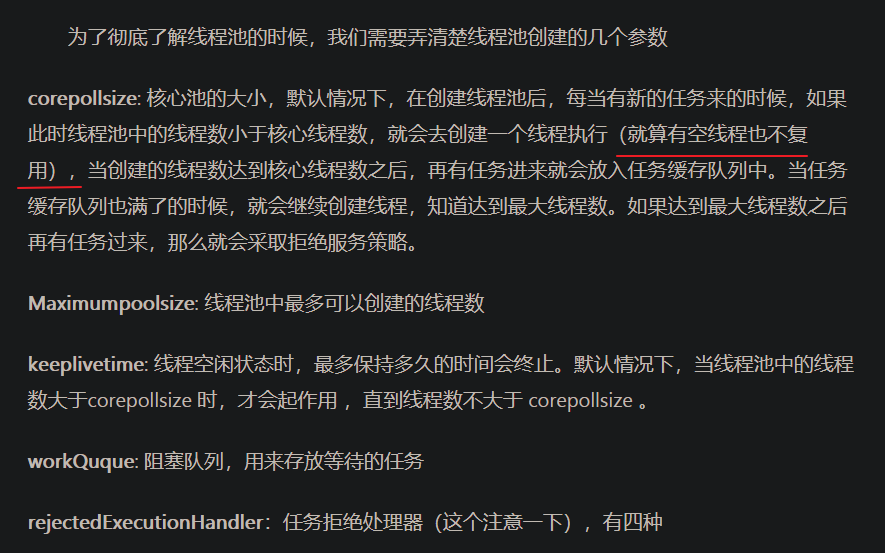 为了彻底了解线程池的时候，我们需要弄清楚线程池创建的几个参数
corepollsize: 核心池的大小，默认情况下，在创建线程池后，每当有新的任务来的时候，如果
此时线程池中的线程数小于核心线程数，就会去创建一个线程执行（就算有空线程也不复
用），当创建的线程数达到核心线程数之后，再有任务进来就会放入任务缓存队列中。当任务
缓存队列也满了的时候，就会继续创建线程，知道达到最大线程数。如果达到最大线程数之后
再有任务过来，那么就会采取拒绝服务策略。
Maximumpoolsize: 线程池中最多可以创建的线程数
keeplivetime: 线程空闲状态时，最多保持多久的时间会终止。默认情况下，当线程池中的线程
数大于corepollsize 时，才会起作用 ，直到线程数不大于 corepollsize 。
workQuque: 阻塞队列，用来存放等待的任务
rejectedExecutionHandler：任务拒绝处理器（这个注意一下），有四种